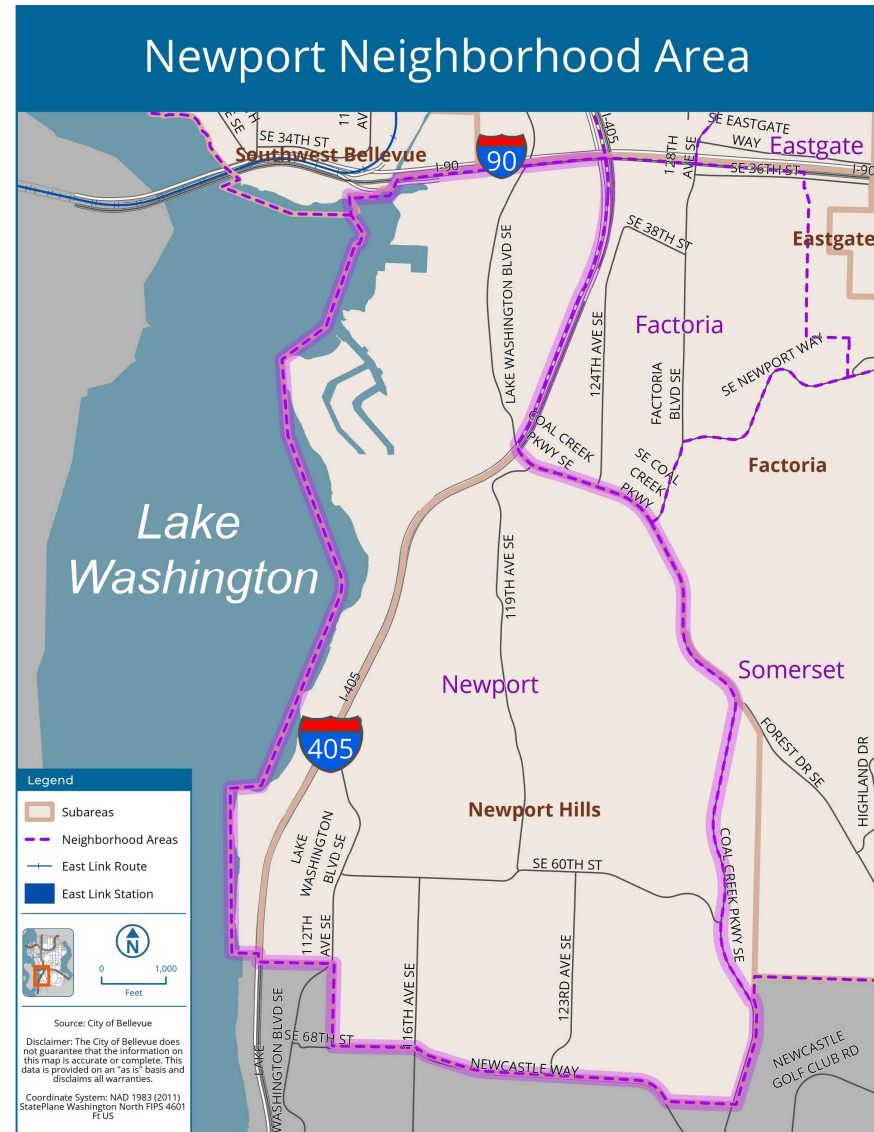 Newport Neighborhood Area
SE EASTGATE
WAY
Eastgate
SE 34TH ST
11
AV
I-405
128TH
AVE SE
Southwest Bellevue
I-90
90
SE 36TH ST
I-90
SE 38TH ST
Eastgate
LAKE WASHINGTON BLVD SE
Factoria
124TH AVE SE
FACTORIA
BLVD SE
SE NEWPORT WAY
COAL CREEK
PKWY SE
SE COAL
CREEK
PKWY
Factoria
Lake
Washington
119TH AVE SE
Newport
Somerset
I-405
405
FOREST DR SE
HIGHLAND DR
Newport Hills
LAKE
WASHINGTON
BLVD SE
SE 60TH ST
COAL CREEK PKWY SE
112TH
AVE SE
116TH AVE SE
123RD AVE SE
SE 68TH ST
NEWCASTLE WAY
LAKE
WASHINGTON BLVD SE
NEWCASTLE
GOLF CLUB RD
Legend
Subareas
Neighborhood Areas
East Link Route
East Link Station
N
0 1,000
Feet
Source: City of Bellevue
Disclaimer: The City of Bellevue does
not guarantee that the information on
this map is accurate or complete. This
data is provided on an "as is" basis and
disclaims all warranties.
Coordinate System: NAD 1983 (2011)
StatePlane Washington North FIPS 4601
Ft US